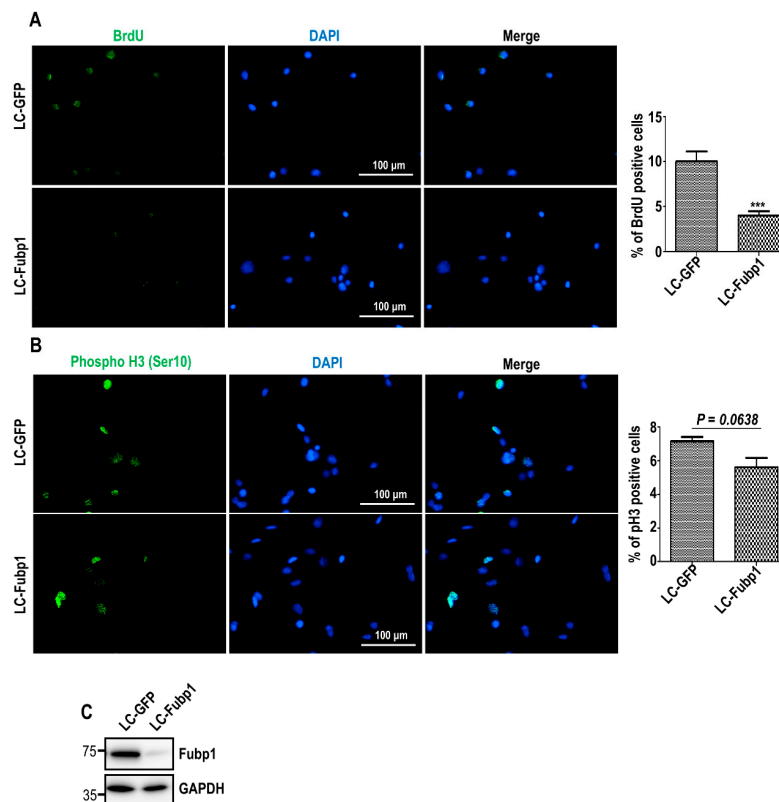 A
BrdU
DAPI
Merge
LC-GFP
100 µm
LC-Fubp1
100 µm
% of BrdU positive cells
15
10
5
0
***
LC-GFP
LC-Fubp1
B
Phospho H3 (Ser10)
DAPI
Merge
LC-GFP
100 µm
LC-Fubp1
100 µm
% of pH3 positive cells
8
6
4
2
0
P = 0.0638
LC-GFP
LC-Fubp1
C
LC-GFP
LC-Fubp1
75
Fubp1
35
GAPDH